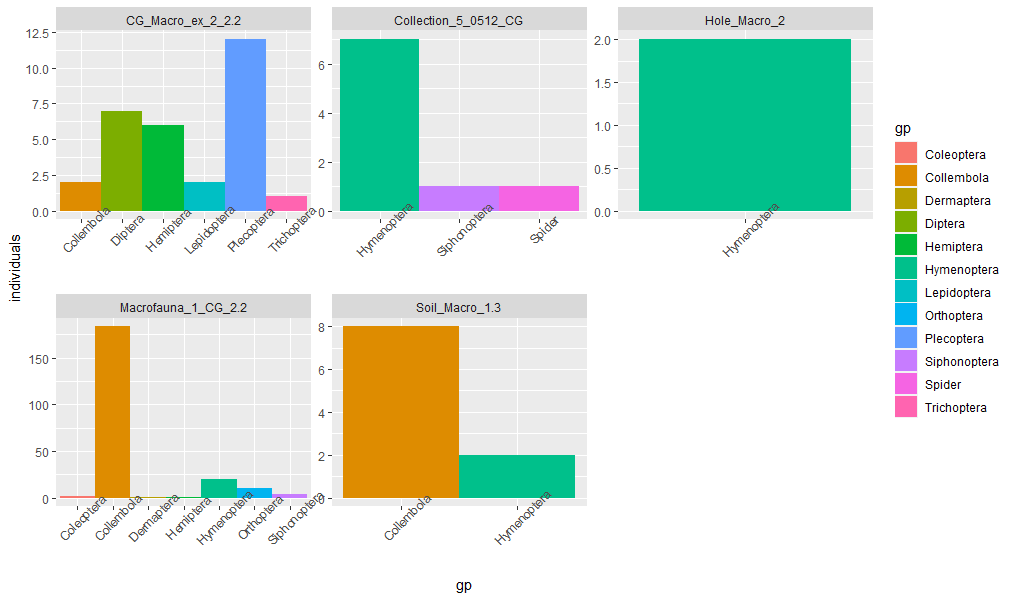 CG_Macro_ex_2_2.2
Collection_5_0512_CG
Hole_Macro_2
12.5
10.0
7.5
5.0
2.5
0.0
6
4
2
0
2.0
1.5
1.0
0.5
0.0
Collembola
Diptera
Hemiptera
Lepidoptera
Plecoptera
Trichoptera
Hymenoptera
Siphonoptera
Spider
Hymenoptera
individuals
Macrofauna_1_CG_2.2
Soil_Macro_1.3
150
100
50
0
8
6
4
2
0
Coleoptera
Collembola
Dermaptera
Hemiptera
Hymenoptera
Orthoptera
Siphonoptera
Collembola
Hymenoptera
gp
gp
Coleoptera
Collembola
Dermaptera
Diptera
Hemiptera
Hymenoptera
Lepidoptera
Orthoptera
Plecoptera
Siphonoptera
Spider
Trichoptera